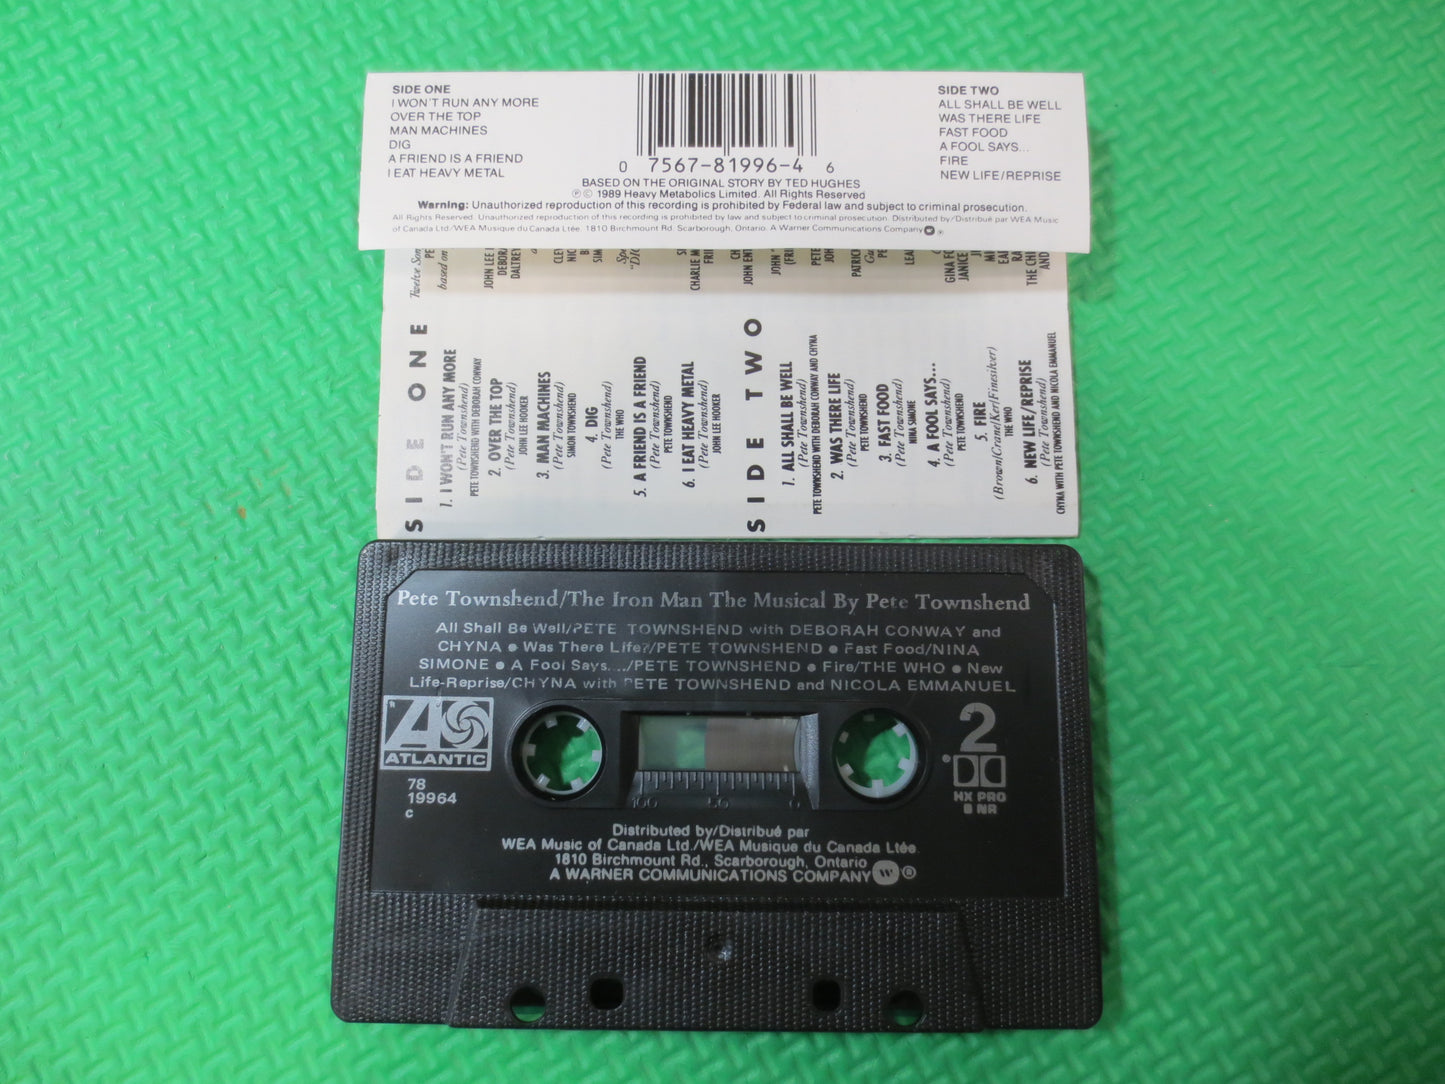 SIDE ONE
I WON'T RUN ANY MORE
OVER THE TOP
MAN MACHINES
DIG
A FRIEND IS A FRIEND
I EAT HEAVY METAL
SIDE TWO
ALL SHALL BE WELL
WAS THERE LIFE
FAST FOOD
A FOOL SAYS...
FIRE
NEW LIFE/REPRISE
0 7567-81996-4 6
BASED ON THE ORIGINAL STORY BY TED HUGHES
℗© 1989 Heavy Metabolics Limited. All Rights Reserved
Warning: Unauthorized reproduction of this recording is prohibited by Federal law and subject to criminal prosecution.
All Rights Reserved. Unauthorized reproduction of this recording is prohibited by law and subject to criminal prosecution. Distributed by/Distribué par WEA Music
of Canada Ltd./WEA Musique du Canada Ltée. 1810 Birchmount Rd. Scarborough, Ontario. A Warner Communications Company
SIDE ONE
1. I WON'T RUN ANY MORE
(Pete Townshend)
PETE TOWNSHEND WITH DEBORAH CONWAY
2. OVER THE TOP
(Pete Townshend)
JOHN LEE HOOKER
3. MAN MACHINES
(Pete Townshend)
SIMON TOWNSHEND
4. DIG
(Pete Townshend)
THE WHO
5. A FRIEND IS A FRIEND
(Pete Townshend)
PETE TOWNSHEND
6. I EAT HEAVY METAL
(Pete Townshend)
JOHN LEE HOOKER
SIDE TWO
1. ALL SHALL BE WELL
(Pete Townshend)
PETE TOWNSHEND WITH DEBORAH CONWAY AND CHYNA
2. WAS THERE LIFE
(Pete Townshend)
PETE TOWNSHEND
3. FAST FOOD
(Pete Townshend)
NINA SIMONE
4. A FOOL SAYS...
(Pete Townshend)
PETE TOWNSHEND
5. FIRE
(Brown/Crane/Ker/Finesilver)
THE WHO
6. NEW LIFE/REPRISE
(Pete Townshend)
CHYNA WITH PETE TOWNSHEND AND NICOLA EMMANUEL
Pete Townshend/The Iron Man The Musical By Pete Townshend
All Shall Be Well/PETE TOWNSHEND with DEBORAH CONWAY and
CHYNA ● Was There Life?/PETE TOWNSHEND ● Fast Food/NINA
SIMONE ● A Fool Says..../PETE TOWNSHEND ● Fire/THE WHO ● New
Life-Reprise/CHYNA with PETE TOWNSHEND and NICOLA EMMANUEL
ATLANTIC
78
19964
C
2
HX PRO
B NR
100 50 0
Distributed by/Distribué par
WEA Music of Canada Ltd./WEA Musique du Canada Ltée.
1810 Birchmount Rd., Scarborough, Ontario
A WARNER COMMUNICATIONS COMPANY W ®